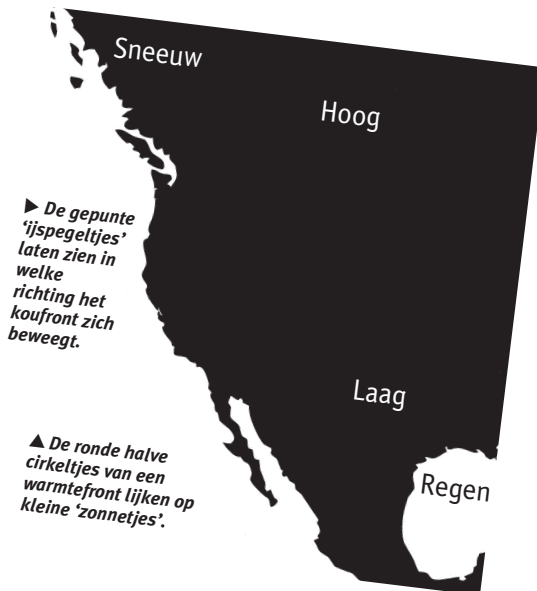 Sneeuw
Hoog
▶ De gepunte
‘ijspegeltjes’
laten zien in
welke
richting het
koufront zich
beweegt.
Laag
▲ De ronde halve
cirkeltjes van een
warmtefront lijken op
kleine ‘zonnetjes’.
Regen